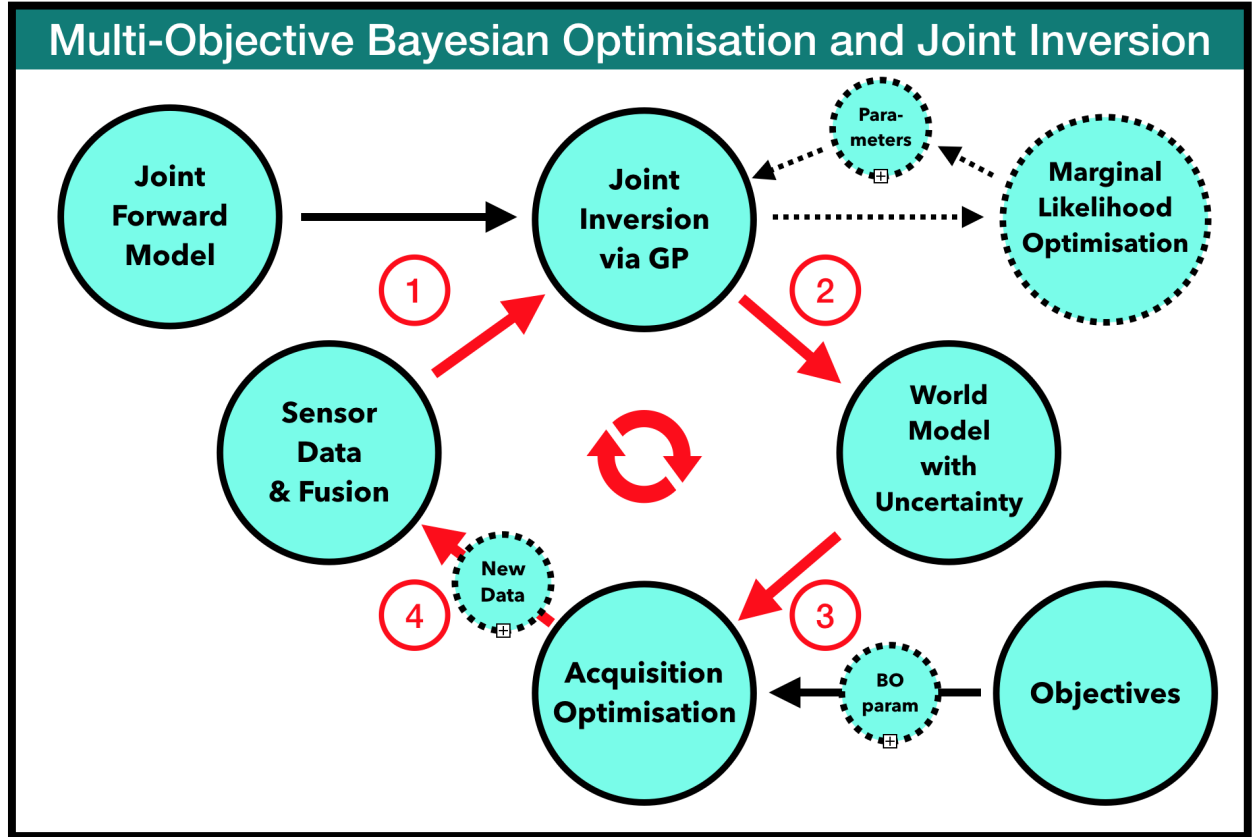 Multi-Objective Bayesian Optimisation and Joint Inversion
Joint
Forward
Model
Joint
Inversion
via GP
Para-
meters
Marginal
Likelihood
Optimisation
1
2
Sensor
Data
& Fusion
World
Model
with
Uncertainty
New
Data
4
3
Acquisition
Optimisation
BO
param
Objectives